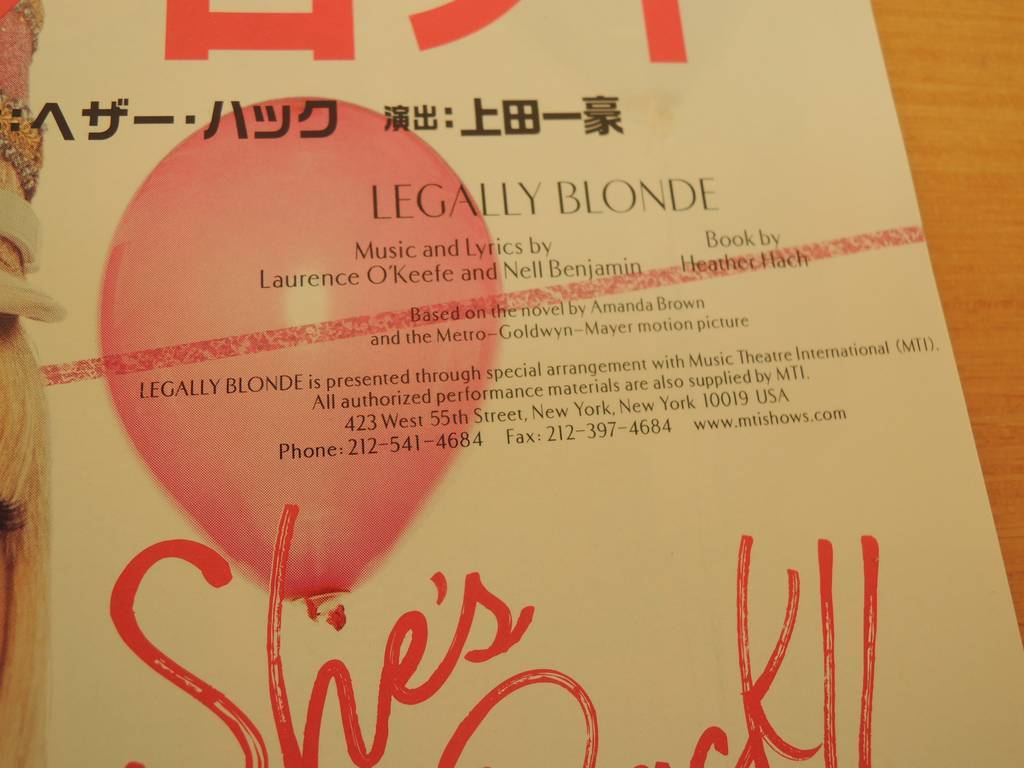 :ヘザー・ハック 演出:上田一豪
LEGALLY BLONDE
Music and Lyrics by
Laurence O'Keefe and Nell Benjamin
Book by
Heather Hach
Based on the novel by Amanda Brown
and the Metro-Goldwyn-Mayer motion picture
LEGALLY BLONDE is presented through special arrangement with Music Theatre International (MTI).
All authorized performance materials are also supplied by MTI.
423 West 55th Street, New York, New York 10019 USA
Phone: 212-541-4684 Fax: 212-397-4684 www.mtishows.com
She's